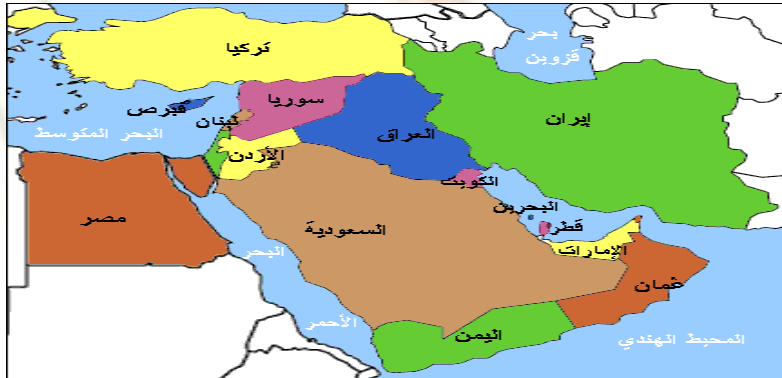 تركيا
بحر
قزوين
قبرص
سوريا
لبنان
البحر المكوسط
العراق
إيران
الأردن
الكويت
مصر
السعودية
البحرين
قطر
البحر
الإمارات
عُمان
الأحمر
اليمن
المحيط الهندي